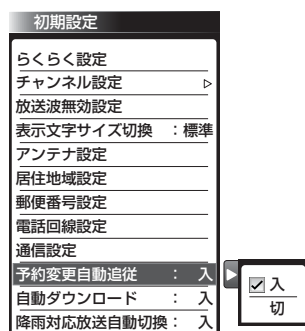 初期設定
らくらく設定
チャンネル設定
放送波無効設定
表示文字サイズ切換 : 標準
アンテナ設定
居住地域設定
郵便番号設定
電話回線設定
通信設定
予約変更自動追従 : 入
自動ダウンロード : 入
降雨対応放送自動切換 : 入
入
切